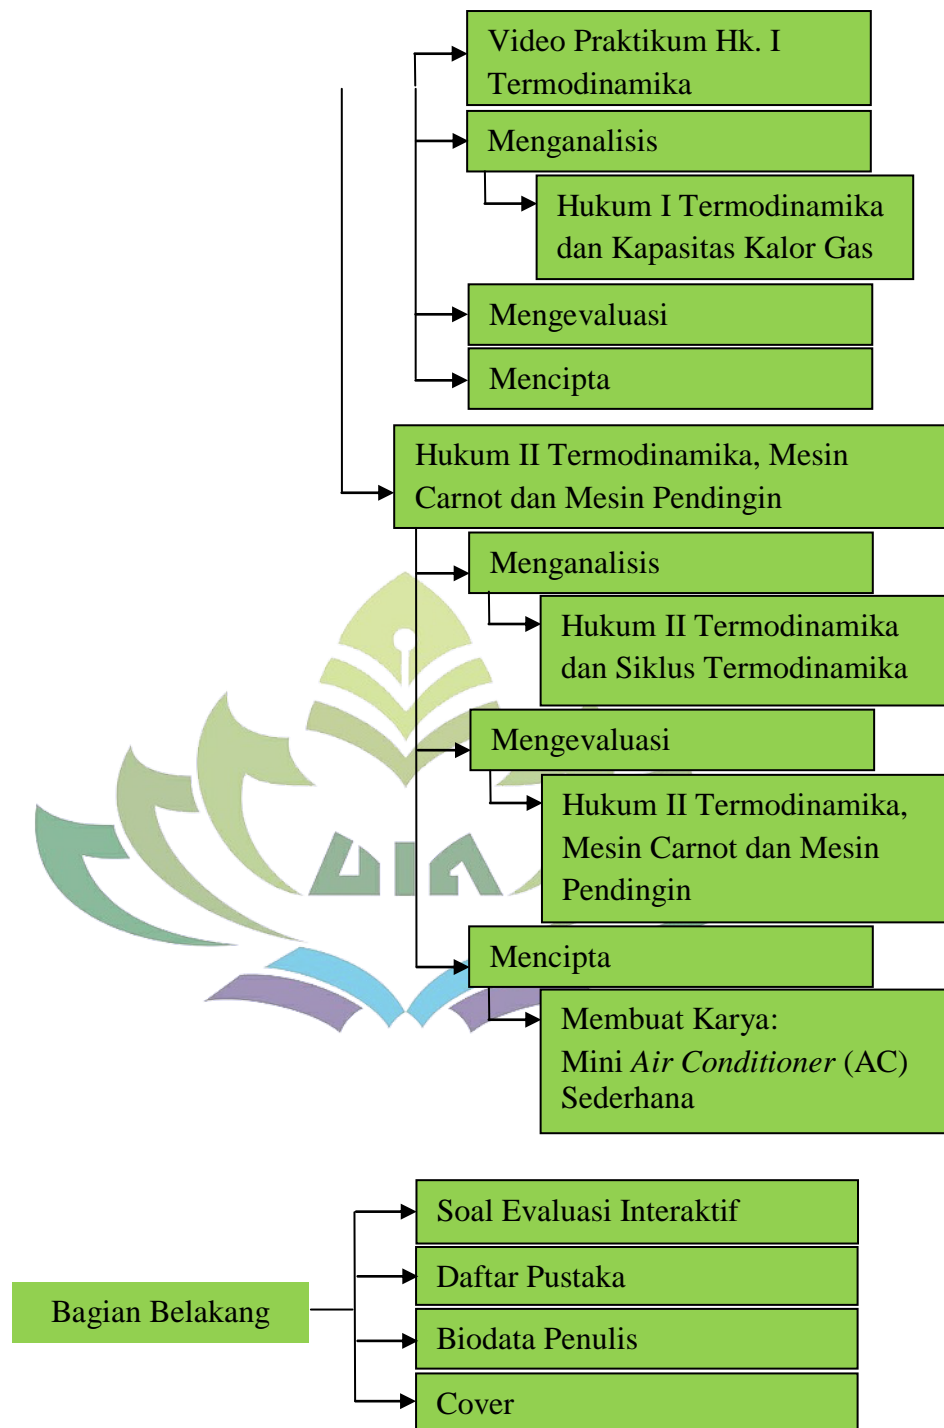 Video Praktikum Hk. I
Termodinamika
Menganalisis
Hukum I Termodinamika
dan Kapasitas Kalor Gas
Mengevaluasi
Mencipta
Hukum II Termodinamika, Mesin
Carnot dan Mesin Pendingin
Menganalisis
Hukum II Termodinamika
dan Siklus Termodinamika
Mengevaluasi
Hukum II Termodinamika,
Mesin Carnot dan Mesin
Pendingin
Mencipta
Membuat Karya:
Mini Air Conditioner (AC)
Sederhana
Soal Evaluasi Interaktif
Daftar Pustaka
Bagian Belakang
Biodata Penulis
Cover